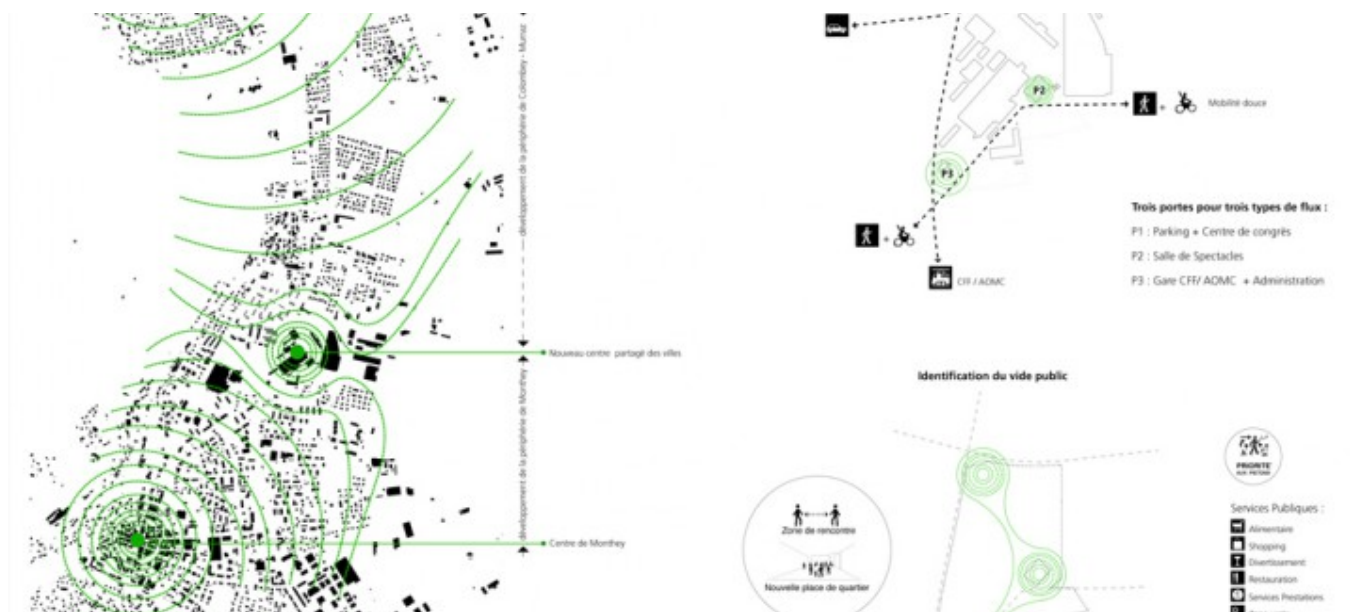 développement de la périphérie de Colombey - Muraz
Nouveau centre partagé des villes
développement de la périphérie de Monthey
Centre de Monthey
P2
+
Mobilité douce
P3
+
CFF / AOMC
Trois portes pour trois types de flux :
P1 : Parking + Centre de congrès
P2 : Salle de Spectacles
P3 : Gare CFF/ AOMC + Administration
Identification du vide public
Zone de rencontre
Nouvelle place de quartier
PRIORITE
AUX PIETONS
Services Publiques :
Alimentaire
Shopping
Divertissement
Restauration
Services Prestations